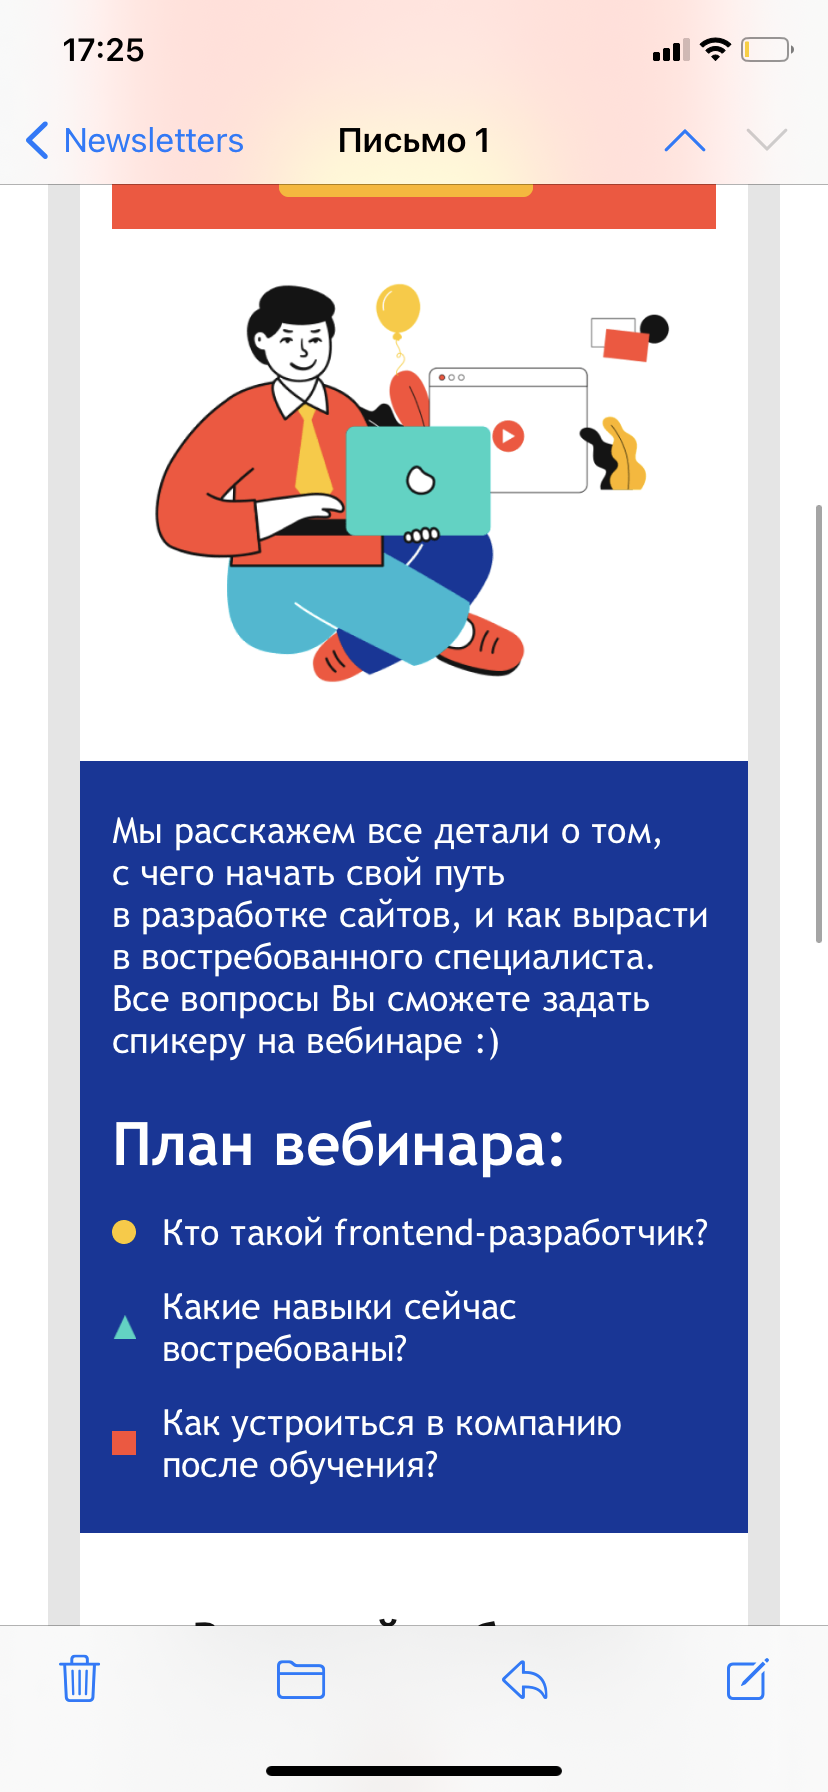 17:25
Newsletters
Письмо 1
Мы расскажем все детали о том,
с чего начать свой путь
в разработке сайтов, и как вырасти
в востребованного специалиста.
Все вопросы Вы сможете задать
спикеру на вебинаре :)
План вебинара:
Кто такой frontend-разработчик?
Какие навыки сейчас
востребованы?
Как устроиться в компанию
после обучения?